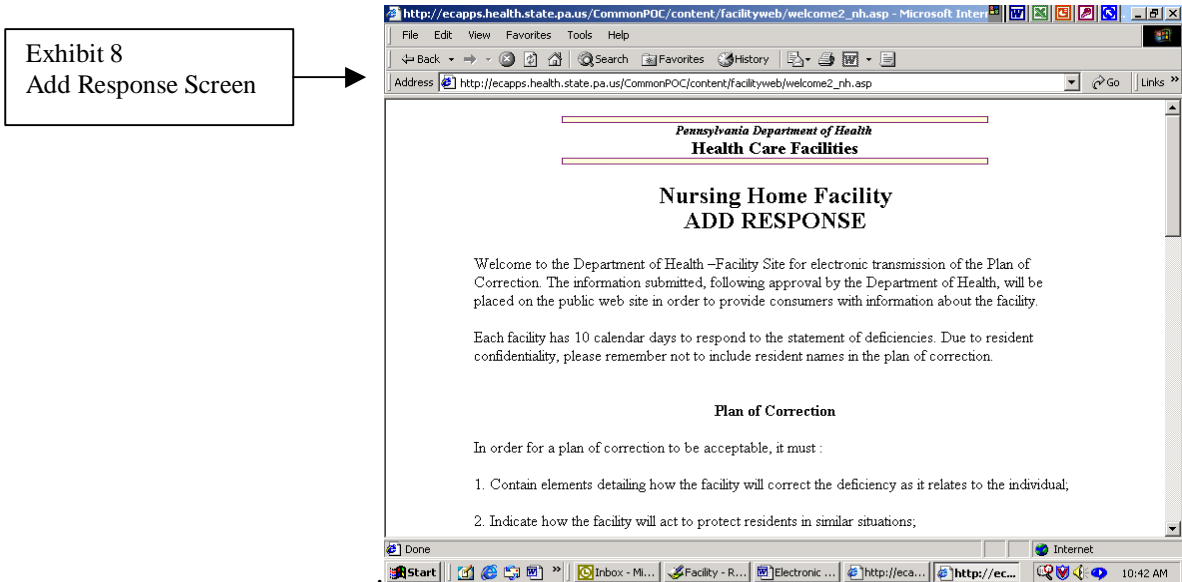 Exhibit 8
Add Response Screen
http://ecapps.health.state.pa.us/CommonPOC/content/facilityweb/welcome2_nh.asp - Microsoft Inter
File Edit View Favorites Tools Help
Back Search Favorites History
Address http://ecapps.health.state.pa.us/CommonPOC/content/facilityweb/welcome2_nh.asp Go Links »
Pennsylvania Department of Health
Health Care Facilities
Nursing Home Facility
ADD RESPONSE
Welcome to the Department of Health –Facility Site for electronic transmission of the Plan of
Correction. The information submitted, following approval by the Department of Health, will be
placed on the public web site in order to provide consumers with information about the facility.
Each facility has 10 calendar days to respond to the statement of deficiencies. Due to resident
confidentiality, please remember not to include resident names in the plan of correction.
Plan of Correction
In order for a plan of correction to be acceptable, it must :
1. Contain elements detailing how the facility will correct the deficiency as it relates to the individual;
2. Indicate how the facility will act to protect residents in similar situations;
Done Internet
. Start » Inbox - Mi... Facility - R... Electronic ... http://eca... http://ec... 10:42 AM